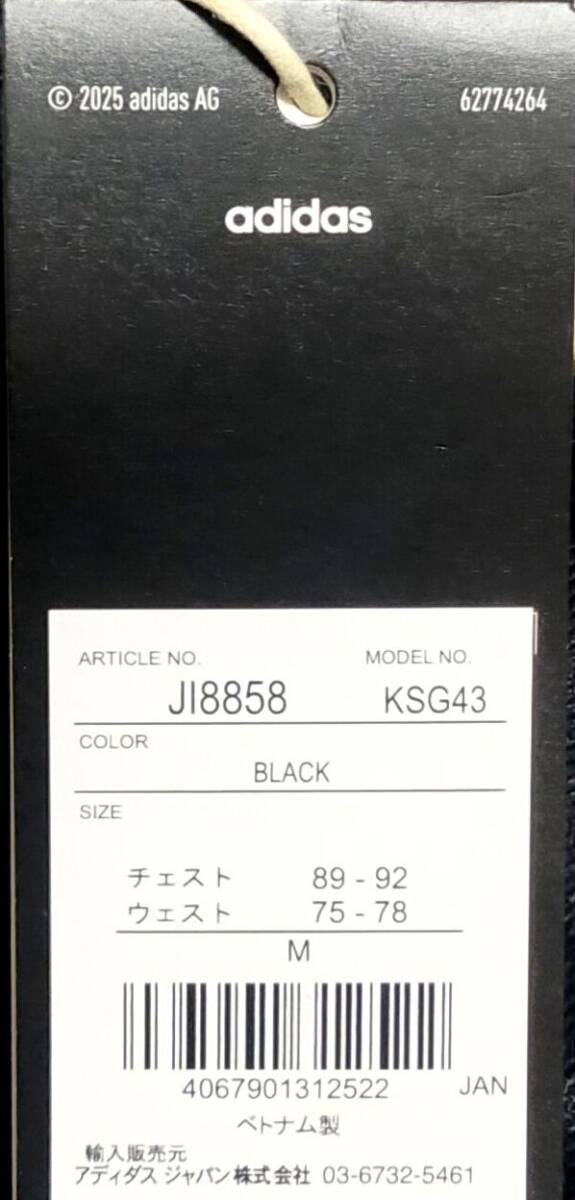 © 2025 adidas AG 62774264
adidas
ARTICLE NO. MODEL NO.
JI8858 KSG43
COLOR
BLACK
SIZE
チェスト 89 - 92
ウェスト 75 - 78
M
4067901312522 JAN
ベトナム製
輸入販売元
アディダス ジャパン株式会社 03-6732-5461